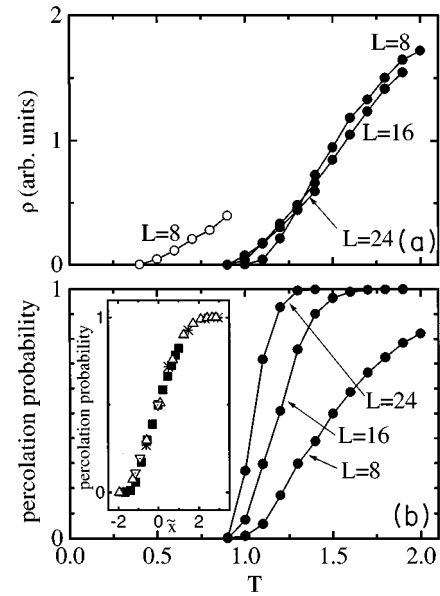 2
1
0
ρ (arb. units)
L=8
L=8
L=16
L=24
(a)
1
0
percolation probability
1
0
percolation probability
-2
0
2
x̃
L=24
L=16
L=8
(b)
0.0
0.5
1.0
1.5
2.0
T